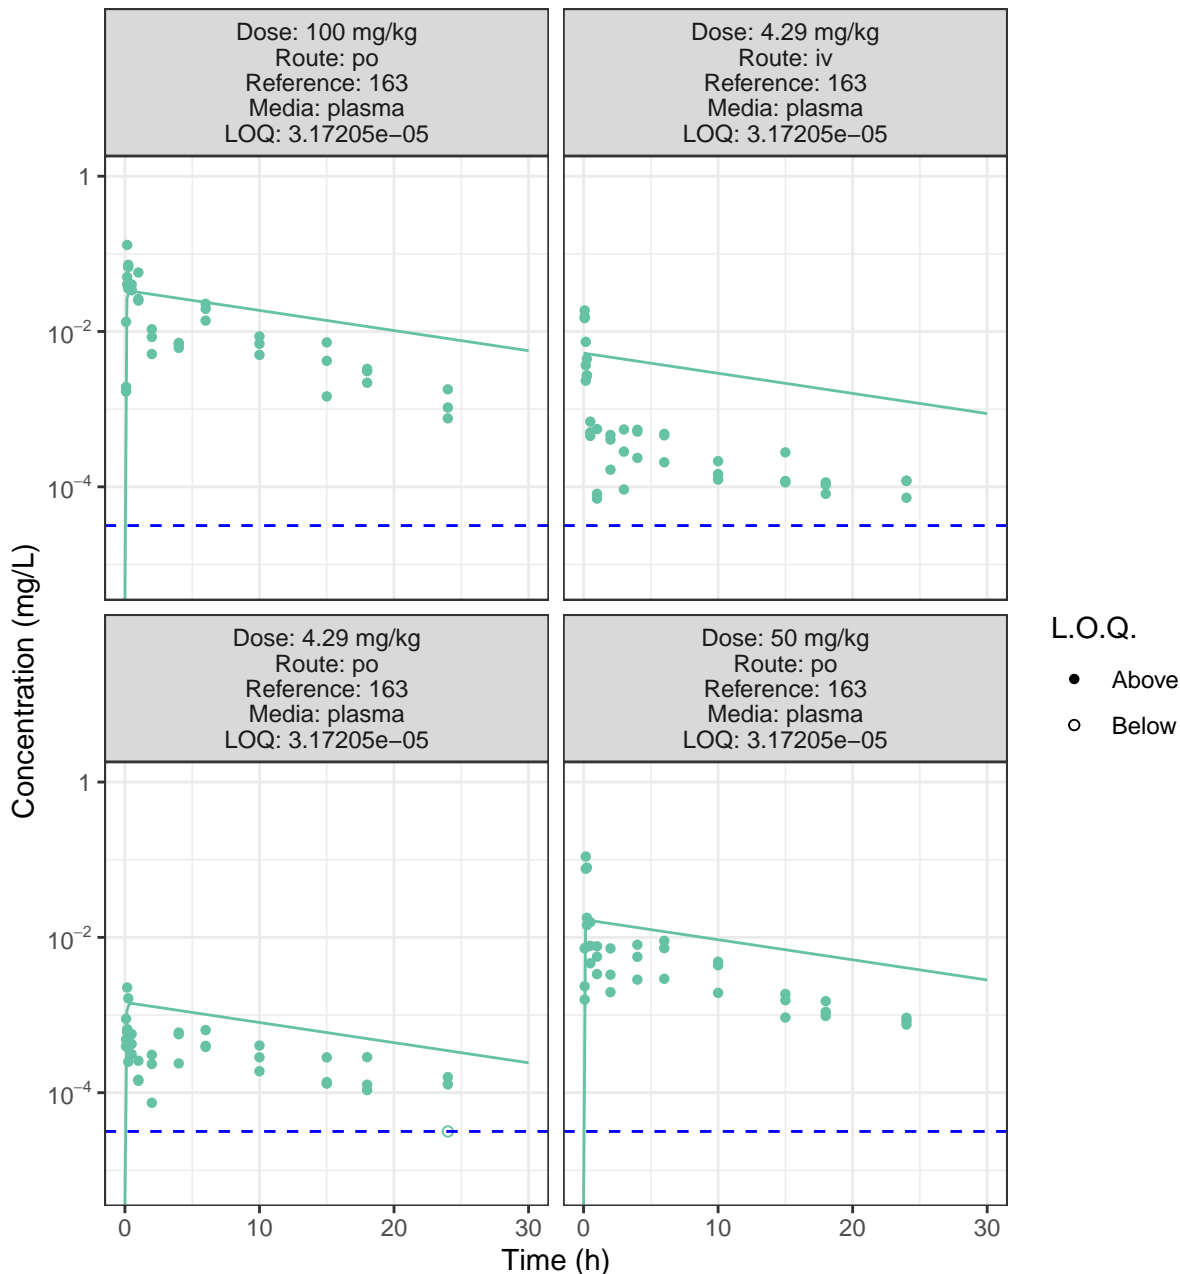 Dose: 100 mg/kg
Route: po
Reference: 163
Media: plasma
LOQ: 3.17205e−05
Dose: 4.29 mg/kg
Route: iv
Reference: 163
Media: plasma
LOQ: 3.17205e−05
1
10⁻²
10⁻⁴
Dose: 4.29 mg/kg
Route: po
Reference: 163
Media: plasma
LOQ: 3.17205e−05
Dose: 50 mg/kg
Route: po
Reference: 163
Media: plasma
LOQ: 3.17205e−05
1
10⁻²
10⁻⁴
0 10 20 30
0 10 20 30
Time (h)
Concentration (mg/L)
L.O.Q.
Above
Below